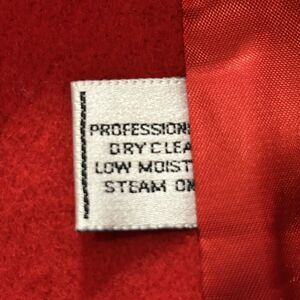 PROFESSION
DRY CLEA
LOW MOIST
STEAM ON